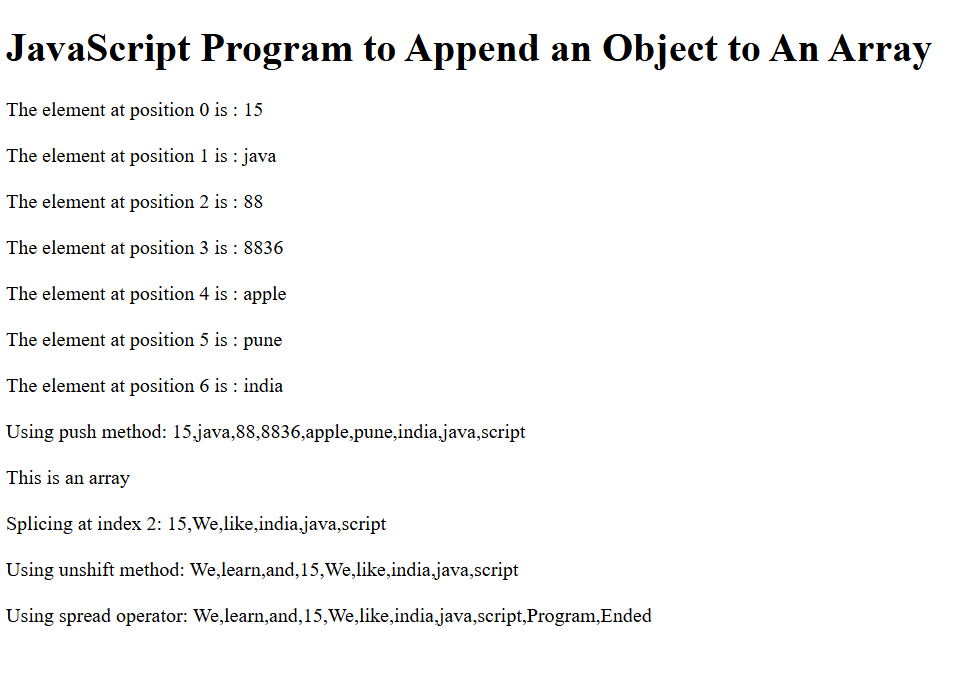 JavaScript Program to Append an Object to An Array
The element at position 0 is : 15
The element at position 1 is : java
The element at position 2 is : 88
The element at position 3 is : 8836
The element at position 4 is : apple
The element at position 5 is : pune
The element at position 6 is : india
Using push method: 15,java,88,8836,apple,pune,india,java,script
This is an array
Splicing at index 2: 15,We,like,india,java,script
Using unshift method: We,learn,and,15,We,like,india,java,script
Using spread operator: We,learn,and,15,We,like,india,java,script,Program,Ended